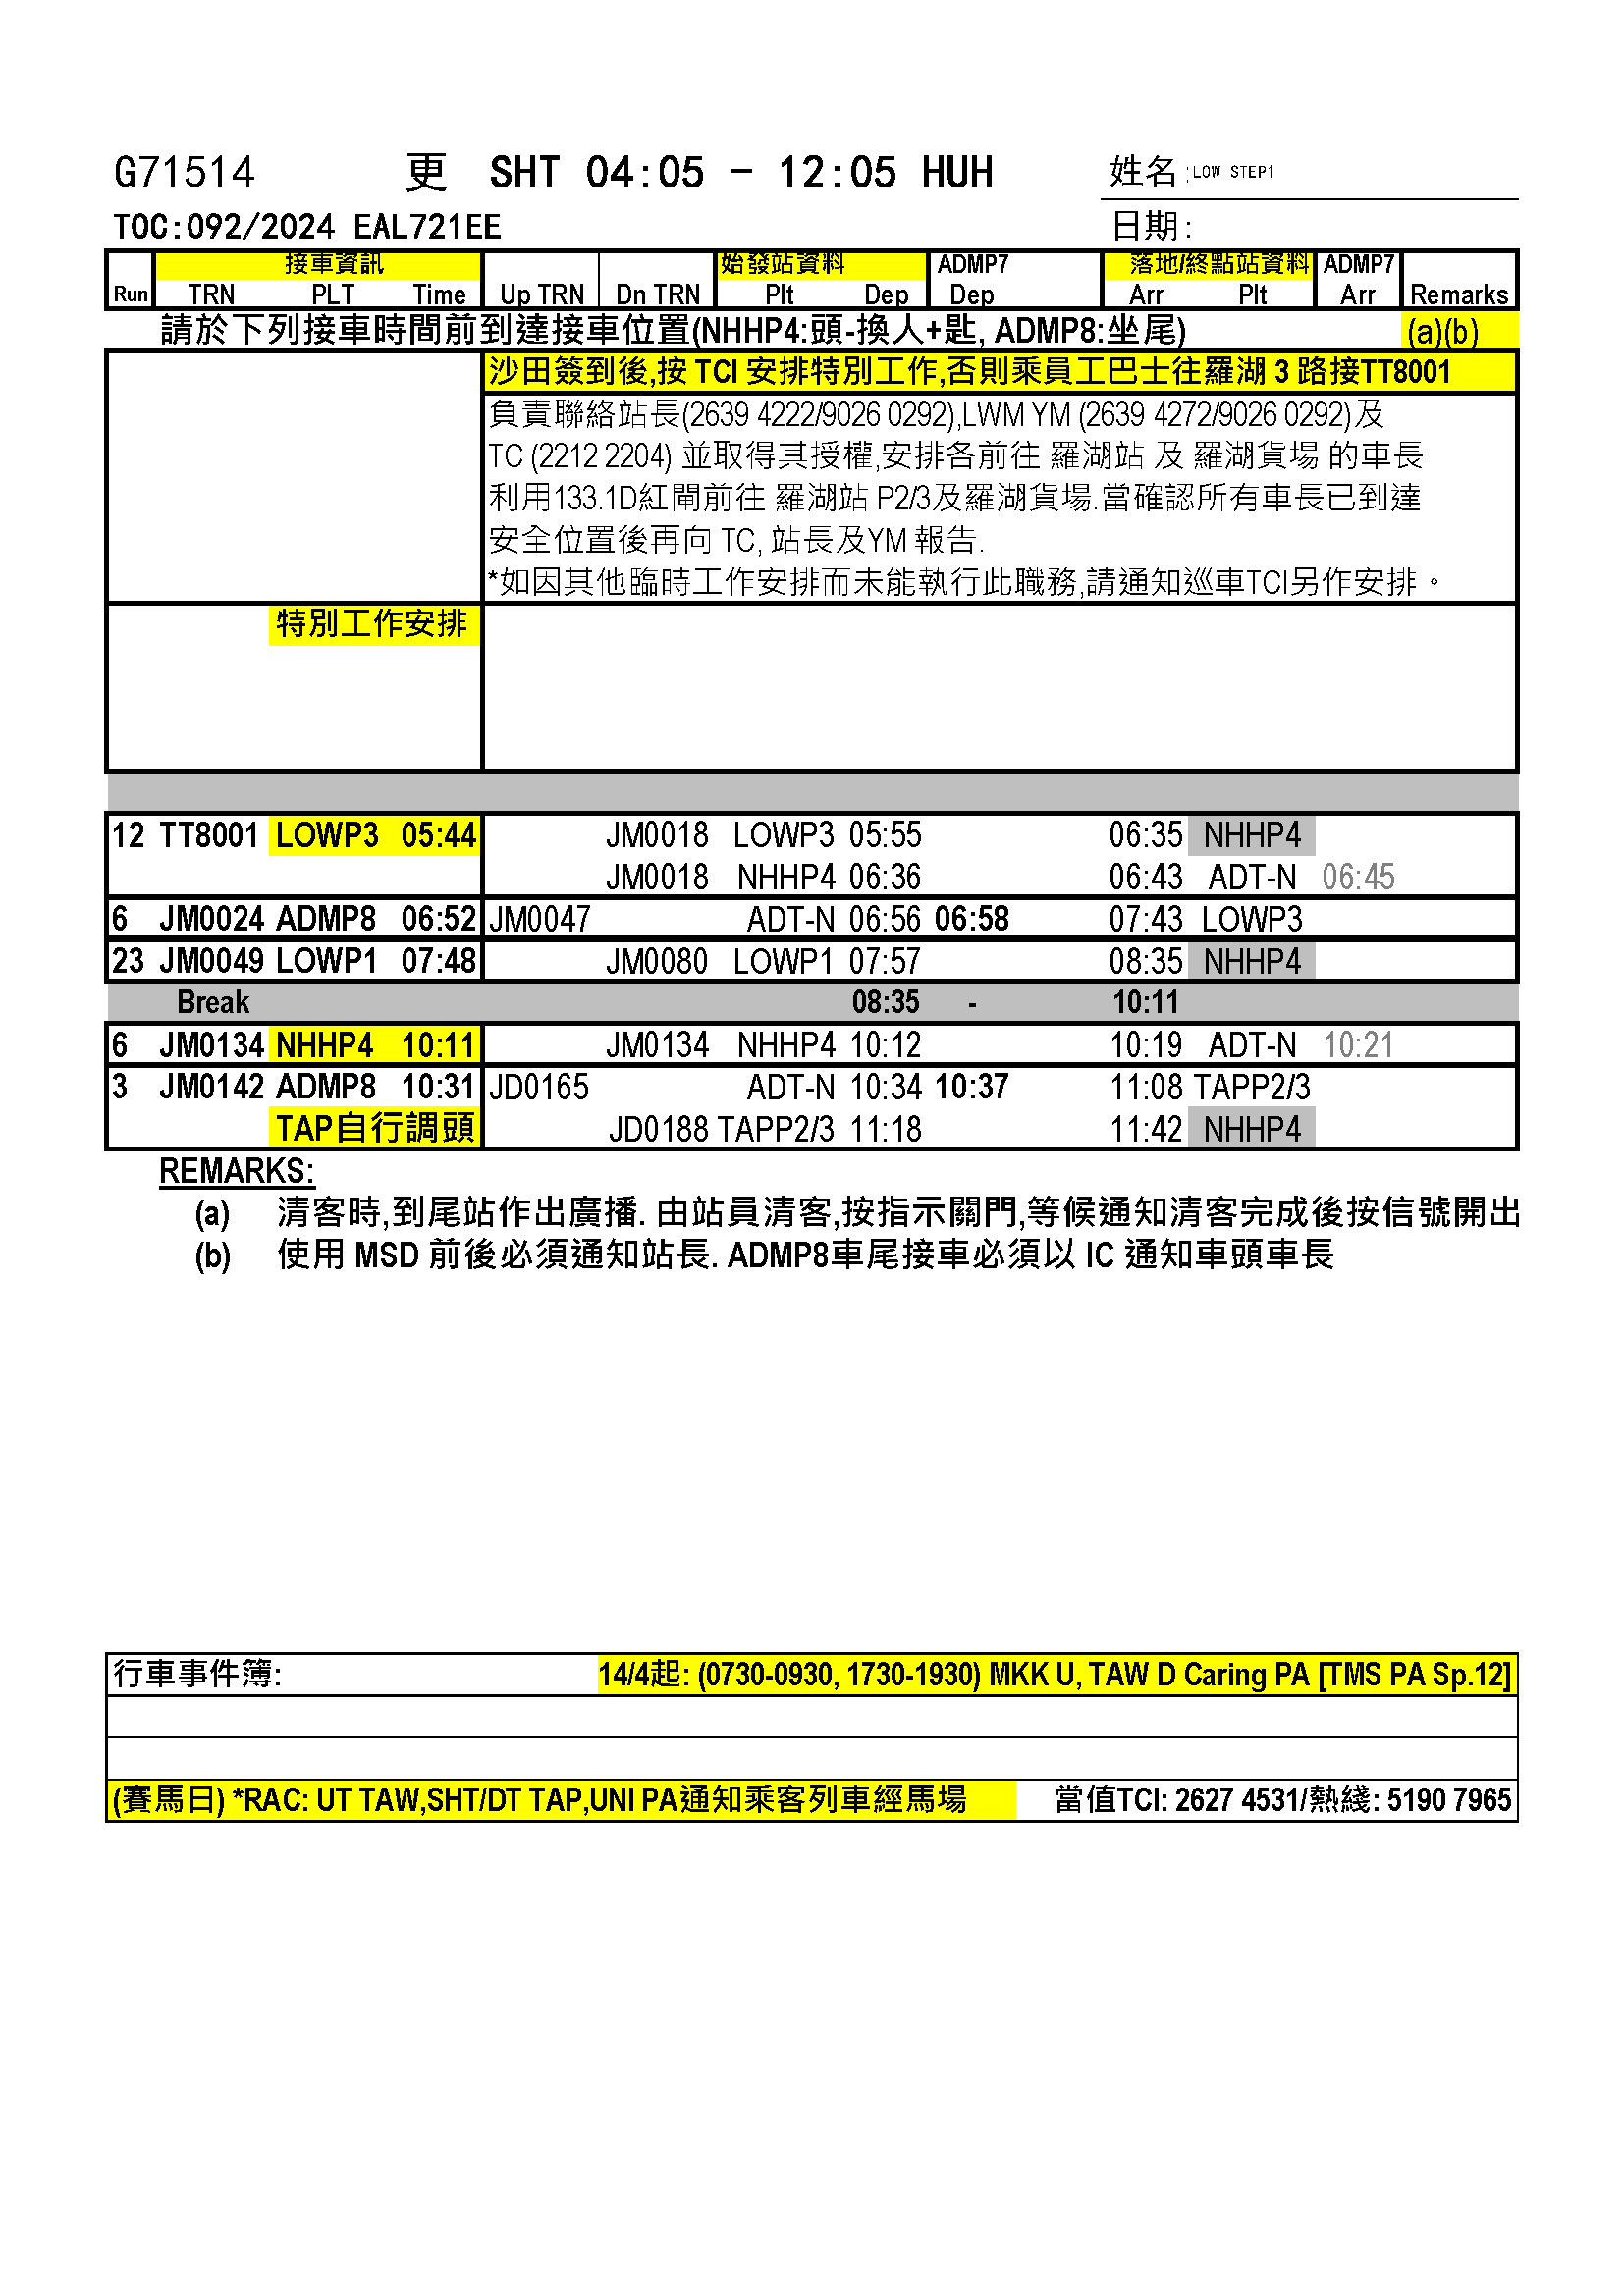 G71514 更 SHT 04:05 - 12:05 HUH 姓名:LOW STEP1
TOC:092/2024 EAL721EE 日期:
接車資訊 始發站資料 ADMP7 落地/終點站資料 ADMP7
Run TRN PLT Time Up TRN Dn TRN Plt Dep Dep Arr Plt Arr Remarks
請於下列接車時間前到達接車位置(NHHP4:頭-換人+匙, ADMP8:坐尾) (a)(b)
沙田簽到後,按 TCI 安排特別工作,否則乘員工巴士往羅湖 3 路接TT8001
負責聯絡站長(2639 4222/9026 0292),LWM YM (2639 4272/9026 0292)及
TC (2212 2204) 並取得其授權,安排各前往 羅湖站 及 羅湖貨場 的車長
利用133.1D紅閘前往 羅湖站 P2/3及羅湖貨場.當確認所有車長已到達
安全位置後再向 TC, 站長及YM 報告.
*如因其他臨時工作安排而未能執行此職務,請通知巡車TCI另作安排。
特別工作安排
12 TT8001 LOWP3 05:44 JM0018 LOWP3 05:55 06:35 NHHP4
JM0018 NHHP4 06:36 06:43 ADT-N 06:45
6 JM0024 ADMP8 06:52 JM0047 ADT-N 06:56 06:58 07:43 LOWP3
23 JM0049 LOWP1 07:48 JM0080 LOWP1 07:57 08:35 NHHP4
Break 08:35 - 10:11
6 JM0134 NHHP4 10:11 JM0134 NHHP4 10:12 10:19 ADT-N 10:21
3 JM0142 ADMP8 10:31 JD0165 ADT-N 10:34 10:37 11:08 TAPP2/3
TAP自行調頭 JD0188 TAPP2/3 11:18 11:42 NHHP4
REMARKS:
(a) 清客時,到尾站作出廣播. 由站員清客,按指示關門,等候通知清客完成後按信號開出
(b) 使用 MSD 前後必須通知站長. ADMP8車尾接車必須以 IC 通知車頭車長
行車事件簿: 14/4起: (0730-0930, 1730-1930) MKK U, TAW D Caring PA [TMS PA Sp.12]
(賽馬日) *RAC: UT TAW,SHT/DT TAP,UNI PA通知乘客列車經馬場 當值TCI: 2627 4531/熱綫: 5190 7965